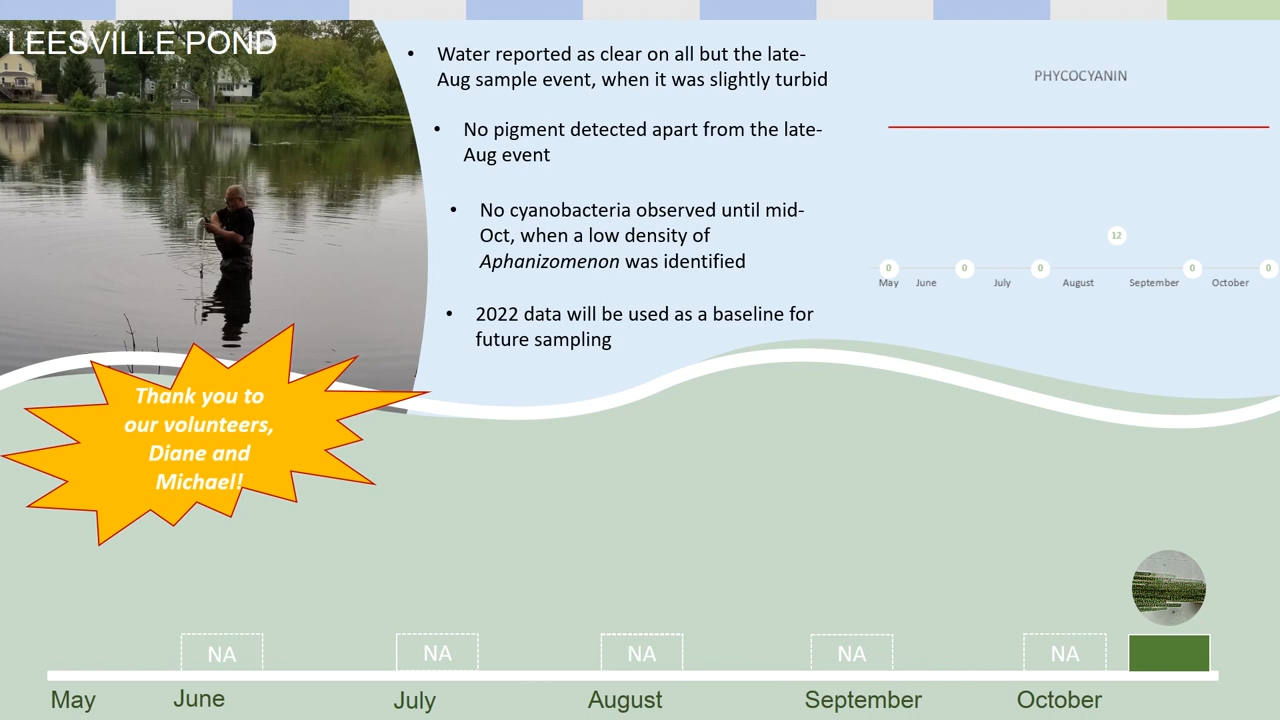 LEESVILLE POND
• Water reported as clear on all but the late-
Aug sample event, when it was slightly turbid
• No pigment detected apart from the late-
Aug event
• No cyanobacteria observed until mid-
Oct, when a low density of
Aphanizomenon was identified
• 2022 data will be used as a baseline for
future sampling
PHYCOCYANIN
0 0 0 12 0 0
May June July August September October
Thank you to
our volunteers,
Diane and
Michael!
NA NA NA NA NA
May June July August September October